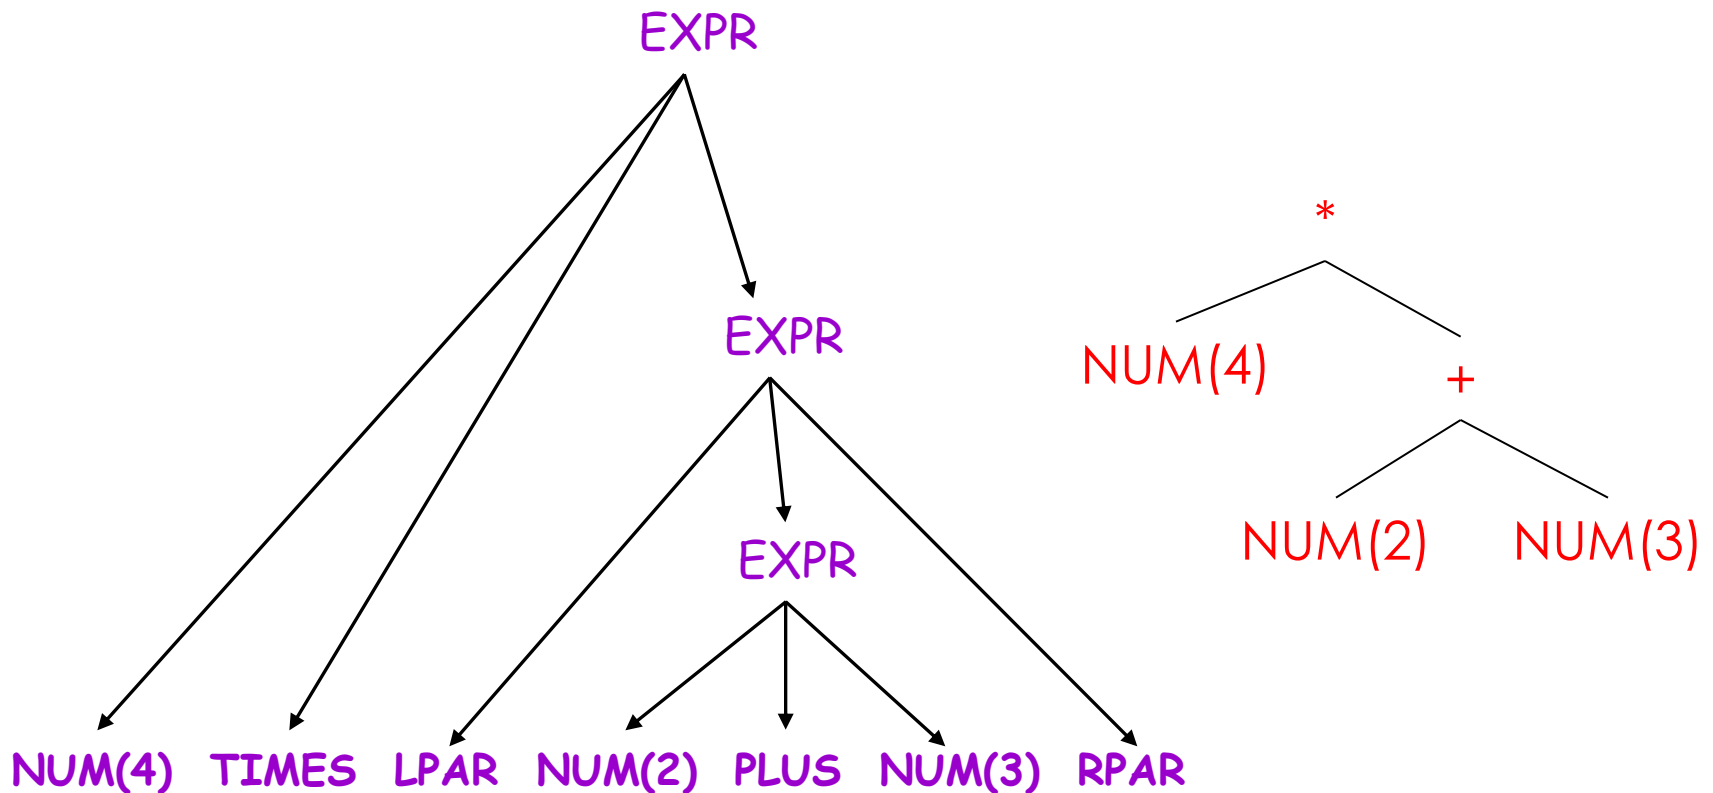 EXPR
*
EXPR
NUM(4)
+
NUM(2) NUM(3)
EXPR
NUM(4) TIMES LPAR NUM(2) PLUS NUM(3) RPAR